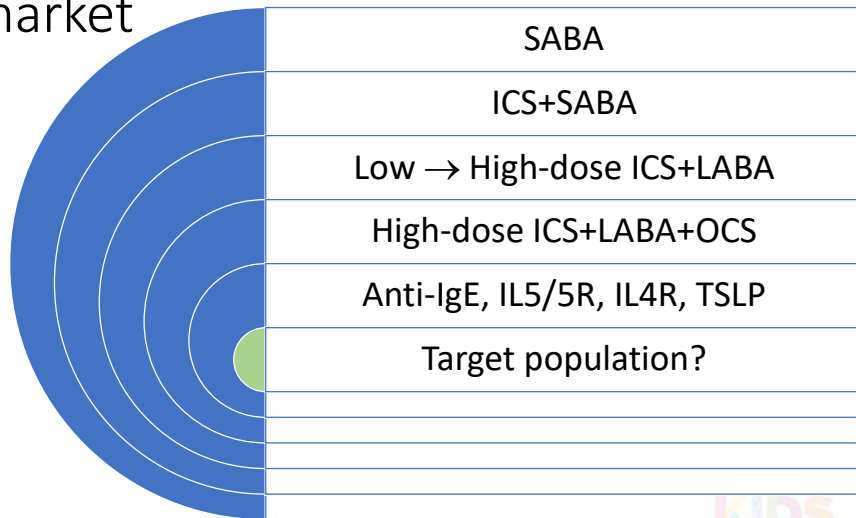 market
SABA
ICS+SABA
Low → High-dose ICS+LABA
High-dose ICS+LABA+OCS
Anti-IgE, IL5/5R, IL4R, TSLP
Target population?
KIDS